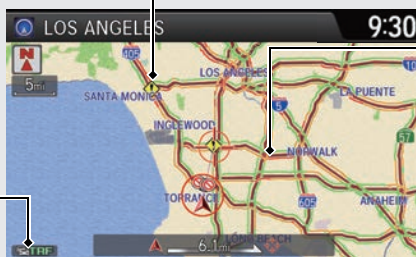 LOS ANGELES
9:30
N
405
5mi
LOS ANGELES
10
SANTA MONICA
5
LA PUENTE
INGLEWOOD
57
NORWALK
TORRANCE
605
ANAHEIM
TRF
6.1mi
LONG BEACH